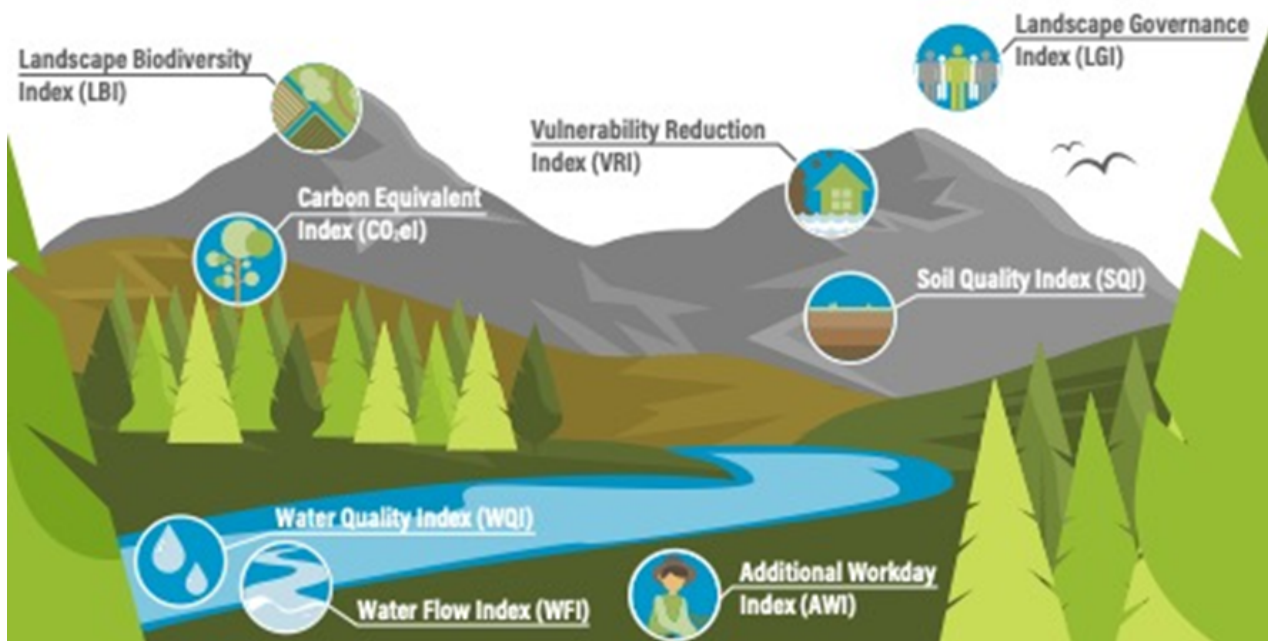 Landscape Biodiversity
Index (LBI)
Landscape Governance
Index (LGI)
Vulnerability Reduction
Index (VRI)
Carbon Equivalent
Index (CO₂eI)
Soil Quality Index (SQI)
Water Quality Index (WQI)
Water Flow Index (WFI)
Additional Workday
Index (AWI)